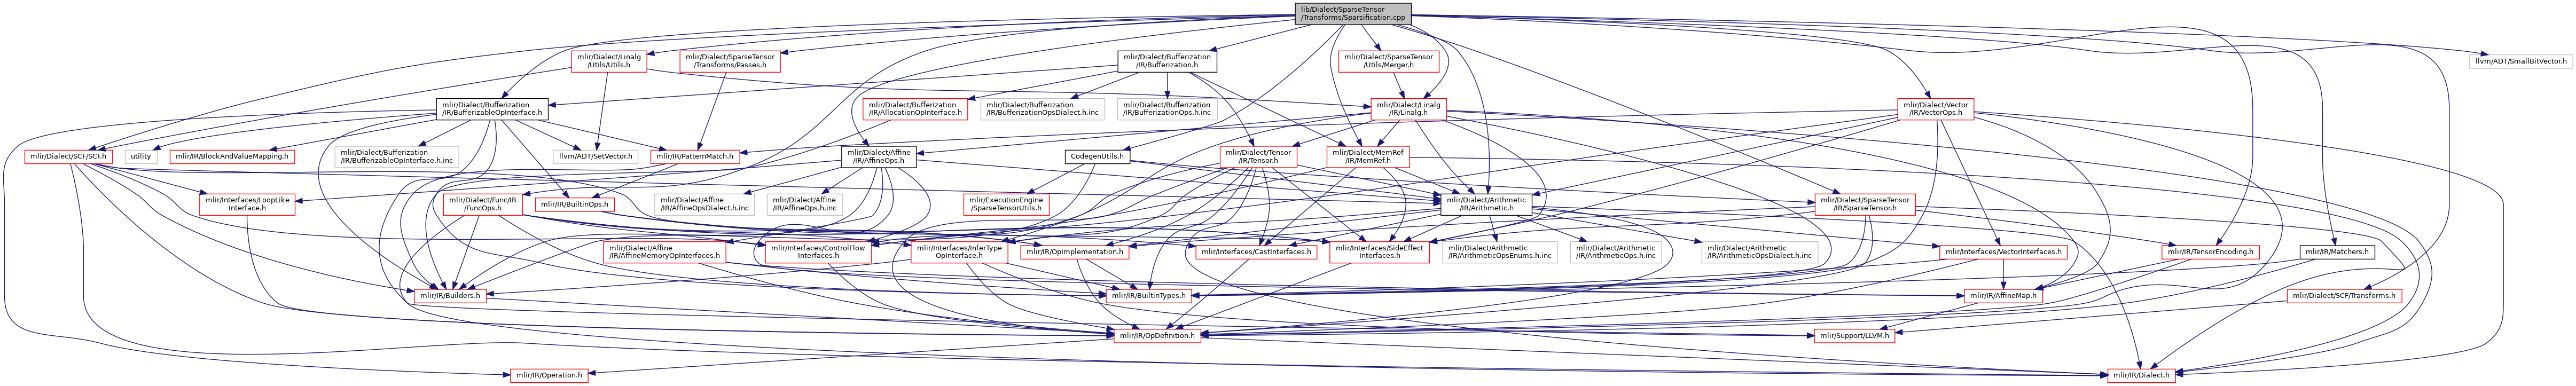 lib/Dialect/SparseTensor
/Transforms/Sparsification.cpp
mlir/Dialect/Linalg
/Utils/Utils.h
mlir/Dialect/SparseTensor
/Transforms/Passes.h
mlir/Dialect/Bufferization
/IR/Bufferization.h
mlir/Dialect/SparseTensor
/Utils/Merger.h
llvm/ADT/SmallBitVector.h
mlir/Dialect/Bufferization
/IR/BufferizableOpInterface.h
mlir/Dialect/Bufferization
/IR/AllocationOpInterface.h
mlir/Dialect/Bufferization
/IR/BufferizationOpsDialect.h.inc
mlir/Dialect/Bufferization
/IR/BufferizationOps.h.inc
mlir/Dialect/Linalg
/IR/Linalg.h
mlir/Dialect/Vector
/IR/VectorOps.h
mlir/Dialect/SCF/SCF.h
utility
mlir/IR/BlockAndValueMapping.h
mlir/Dialect/Bufferization
/IR/BufferizableOpInterface.h.inc
llvm/ADT/SetVector.h
mlir/IR/PatternMatch.h
mlir/Dialect/Affine
/IR/AffineOps.h
CodegenUtils.h
mlir/Dialect/Tensor
/IR/Tensor.h
mlir/Dialect/MemRef
/IR/MemRef.h
mlir/Interfaces/LoopLike
Interface.h
mlir/Dialect/Func/IR
/FuncOps.h
mlir/IR/BuiltinOps.h
mlir/Dialect/Affine
/IR/AffineOpsDialect.h.inc
mlir/Dialect/Affine
/IR/AffineOps.h.inc
mlir/ExecutionEngine
/SparseTensorUtils.h
mlir/Dialect/Arithmetic
/IR/Arithmetic.h
mlir/Dialect/SparseTensor
/IR/SparseTensor.h
mlir/Dialect/Affine
/IR/AffineMemoryOpInterfaces.h
mlir/Interfaces/ControlFlow
Interfaces.h
mlir/Interfaces/InferType
OpInterface.h
mlir/IR/OpImplementation.h
mlir/Interfaces/CastInterfaces.h
mlir/Interfaces/SideEffect
Interfaces.h
mlir/Dialect/Arithmetic
/IR/ArithmeticOpsEnums.h.inc
mlir/Dialect/Arithmetic
/IR/ArithmeticOps.h.inc
mlir/Dialect/Arithmetic
/IR/ArithmeticOpsDialect.h.inc
mlir/Interfaces/VectorInterfaces.h
mlir/IR/TensorEncoding.h
mlir/IR/Matchers.h
mlir/IR/Builders.h
mlir/IR/BuiltinTypes.h
mlir/IR/AffineMap.h
mlir/Dialect/SCF/Transforms.h
mlir/IR/OpDefinition.h
mlir/Support/LLVM.h
mlir/IR/Operation.h
mlir/IR/Dialect.h